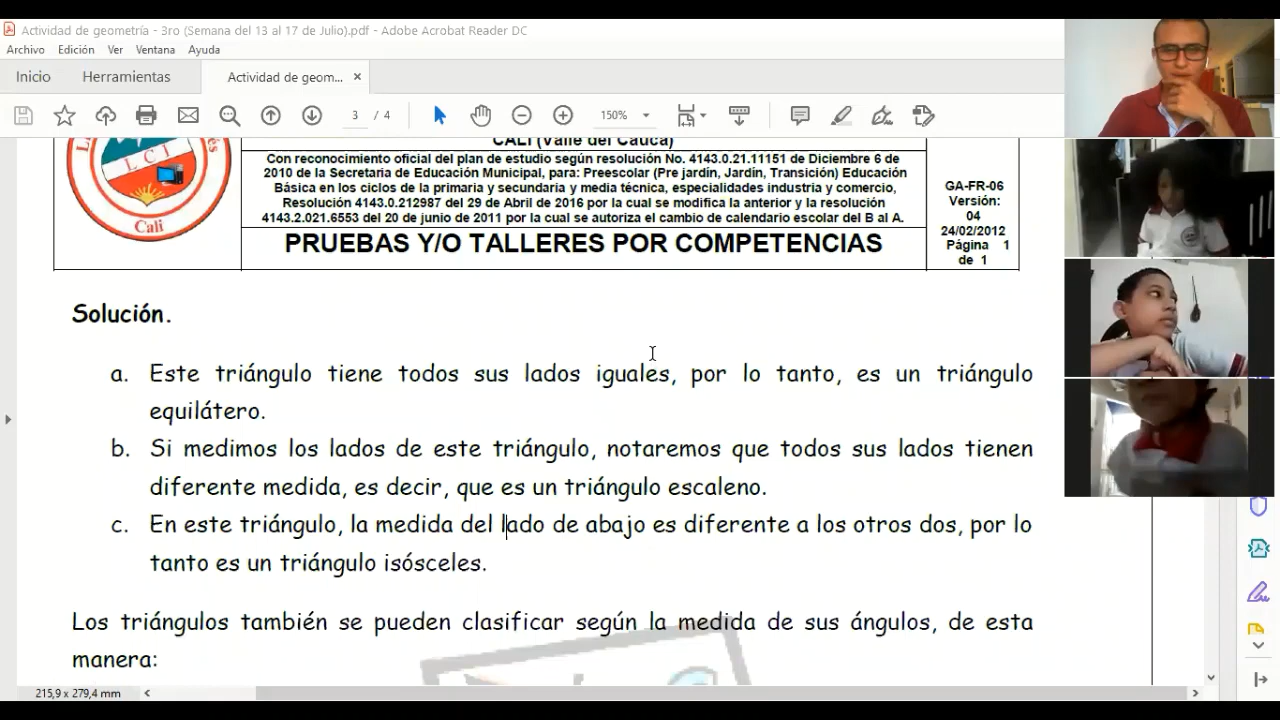 Actividad de geometría - 3ro (Semana del 13 al 17 de Julio).pdf - Adobe Acrobat Reader DC
Archivo Edición Ver Ventana Ayuda
Inicio Herramientas Actividad de geom... ×
3 / 4 150%
CALI (Valle del Cauca)
Con reconocimiento oficial del plan de estudio según resolución No. 4143.0.21.11151 de Diciembre 6 de
2010 de la Secretaria de Educación Municipal, para: Preescolar (Pre jardín, Jardín, Transición) Educación
Básica en los ciclos de la primaria y secundaria y media técnica, especialidades industria y comercio,
Resolución 4143.0.212987 del 29 de Abril de 2016 por la cual se modifica la anterior y la resolución
4143.2.021.6553 del 20 de junio de 2011 por la cual se autoriza el cambio de calendario escolar del B al A.
PRUEBAS Y/O TALLERES POR COMPETENCIAS
GA-FR-06
Versión:
04
24/02/2012
Página 1
de 1
L C I
Cali
Solución.
a. Este triángulo tiene todos sus lados iguales, por lo tanto, es un triángulo
equilátero.
b. Si medimos los lados de este triángulo, notaremos que todos sus lados tienen
diferente medida, es decir, que es un triángulo escaleno.
c. En este triángulo, la medida del lado de abajo es diferente a los otros dos, por lo
tanto es un triángulo isósceles.
Los triángulos también se pueden clasificar según la medida de sus ángulos, de esta
manera:
215,9 x 279,4 mm